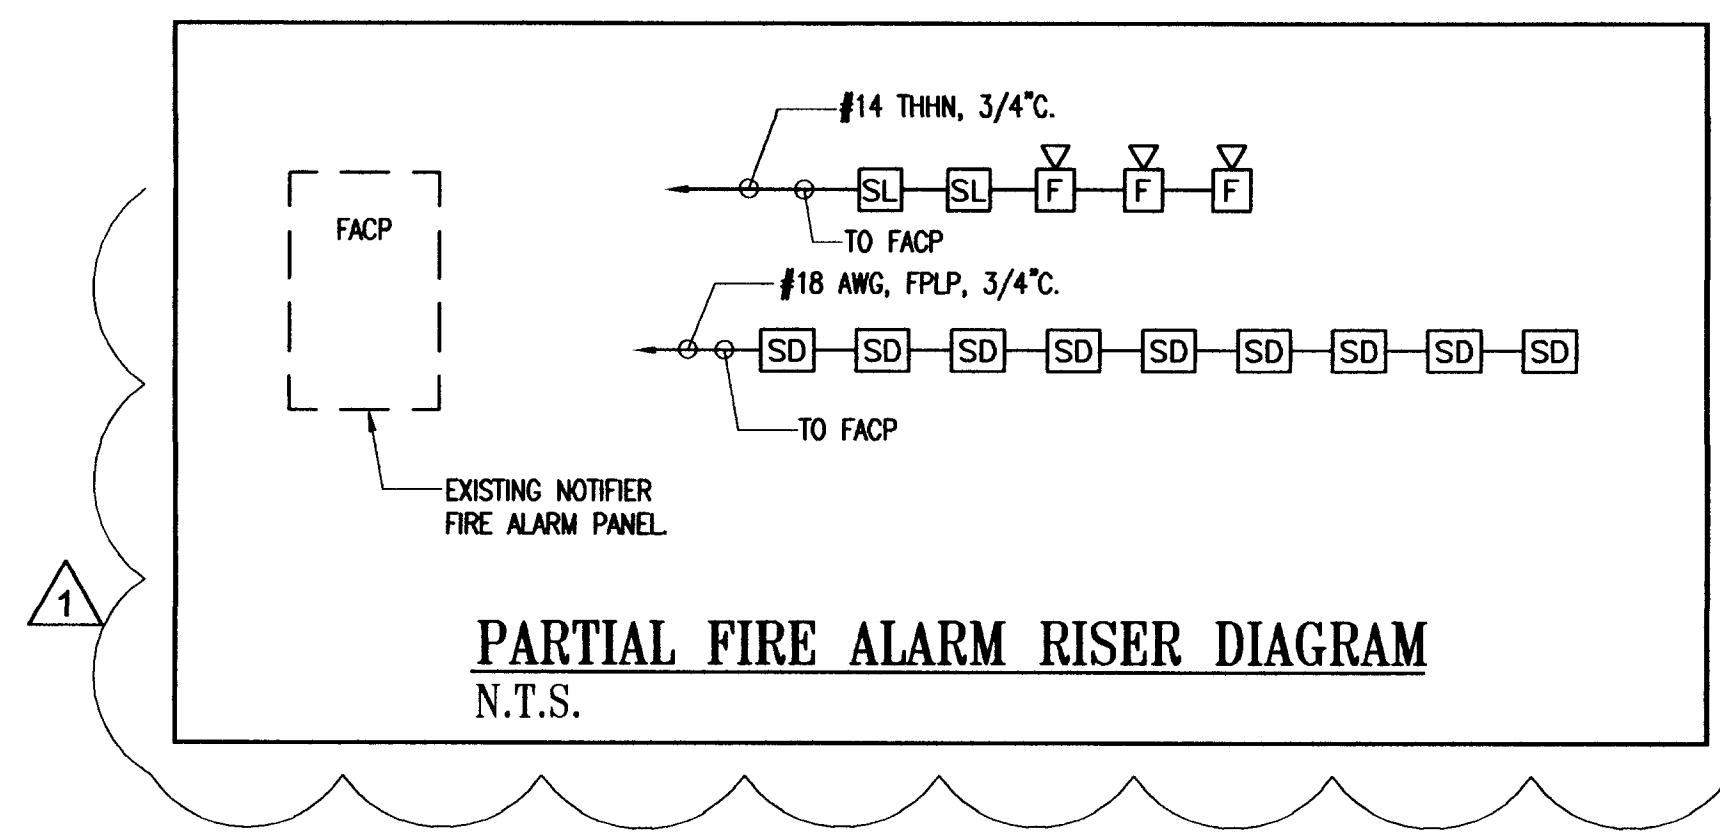 #14 THHN, 3/4"C.
FACP
SL SL F F F
TO FACP
#18 AWG, FPLP, 3/4"C.
SD SD SD SD SD SD SD SD SD
TO FACP
EXISTING NOTIFIER
FIRE ALARM PANEL.
1
PARTIAL FIRE ALARM RISER DIAGRAM
N.T.S.